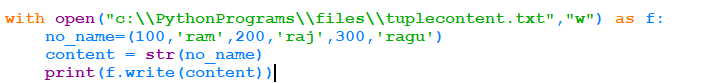 with open("c:\\PythonPrograms\\files\\tuplecontent.txt","w") as f:
    no_name=(100,'ram',200,'raj',300,'ragu')
    content = str(no_name)
    print(f.write(content))